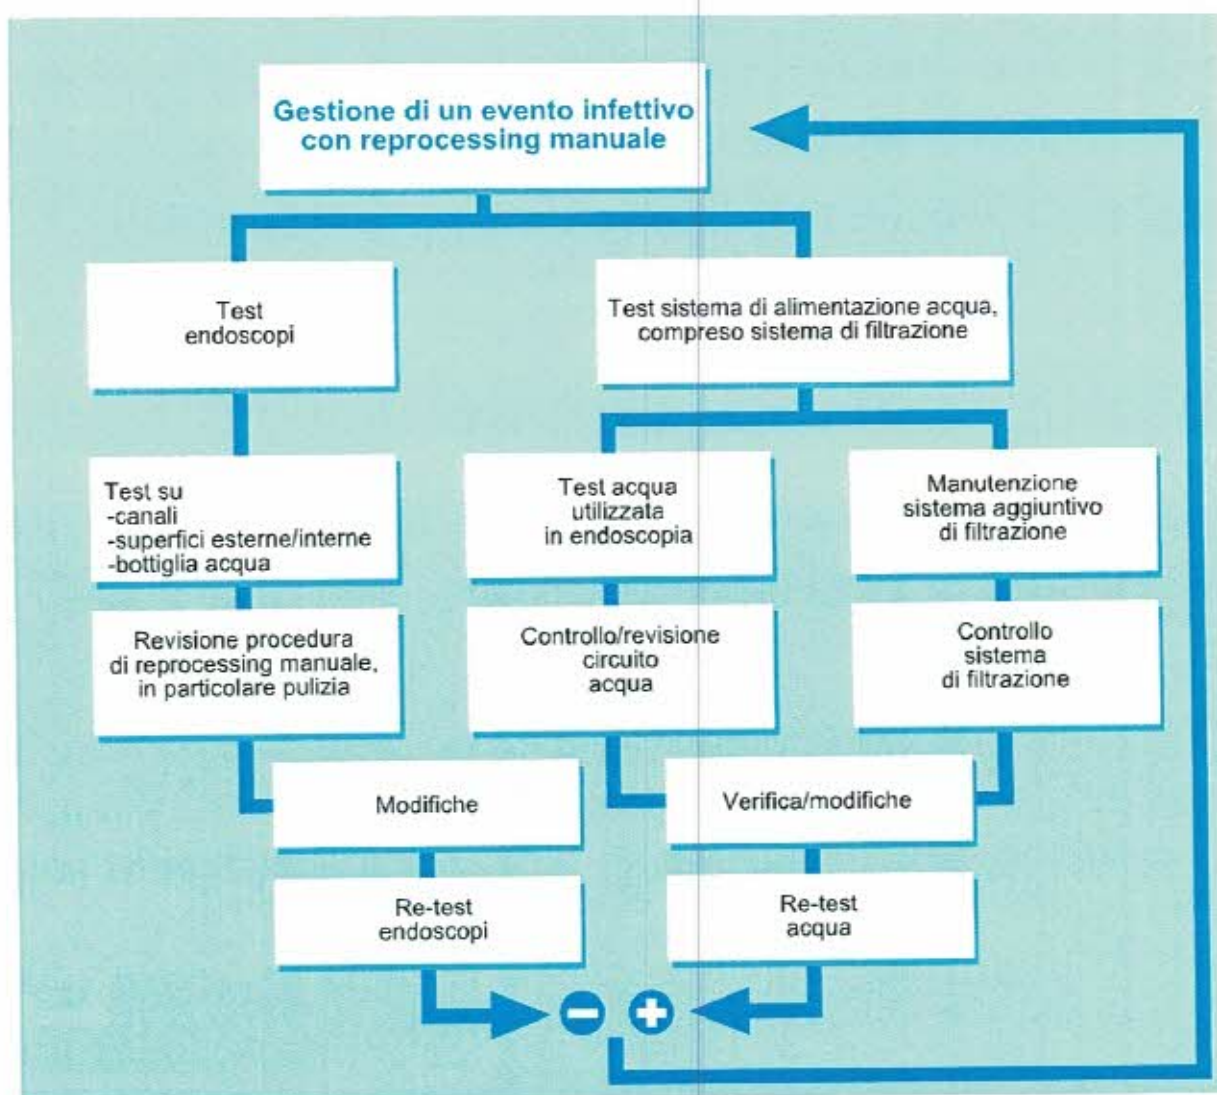 Gestione di un evento infettivo
con reprocessing manuale
Test
endoscopi
Test sistema di alimentazione acqua,
compreso sistema di filtrazione
Test su
-canali
-superfici esterne/interne
-bottiglia acqua
Test acqua
utilizzata
in endoscopia
Manutenzione
sistema aggiuntivo
di filtrazione
Revisione procedura
di reprocessing manuale,
in particolare pulizia
Controllo/revisione
circuito
acqua
Controllo
sistema
di filtrazione
Modifiche
Verifica/modifiche
Re-test
endoscopi
Re-test
acqua
− +